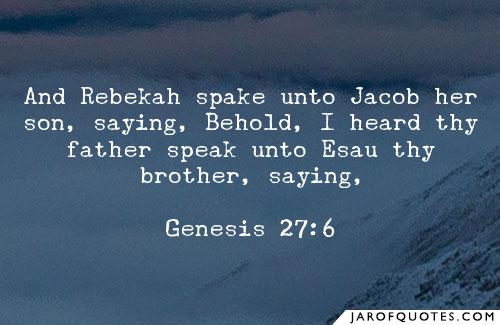 And Rebekah spake unto Jacob her
son, saying, Behold, I heard thy
father speak unto Esau thy
brother, saying,
Genesis 27:6
JAROFQUOTES.COM